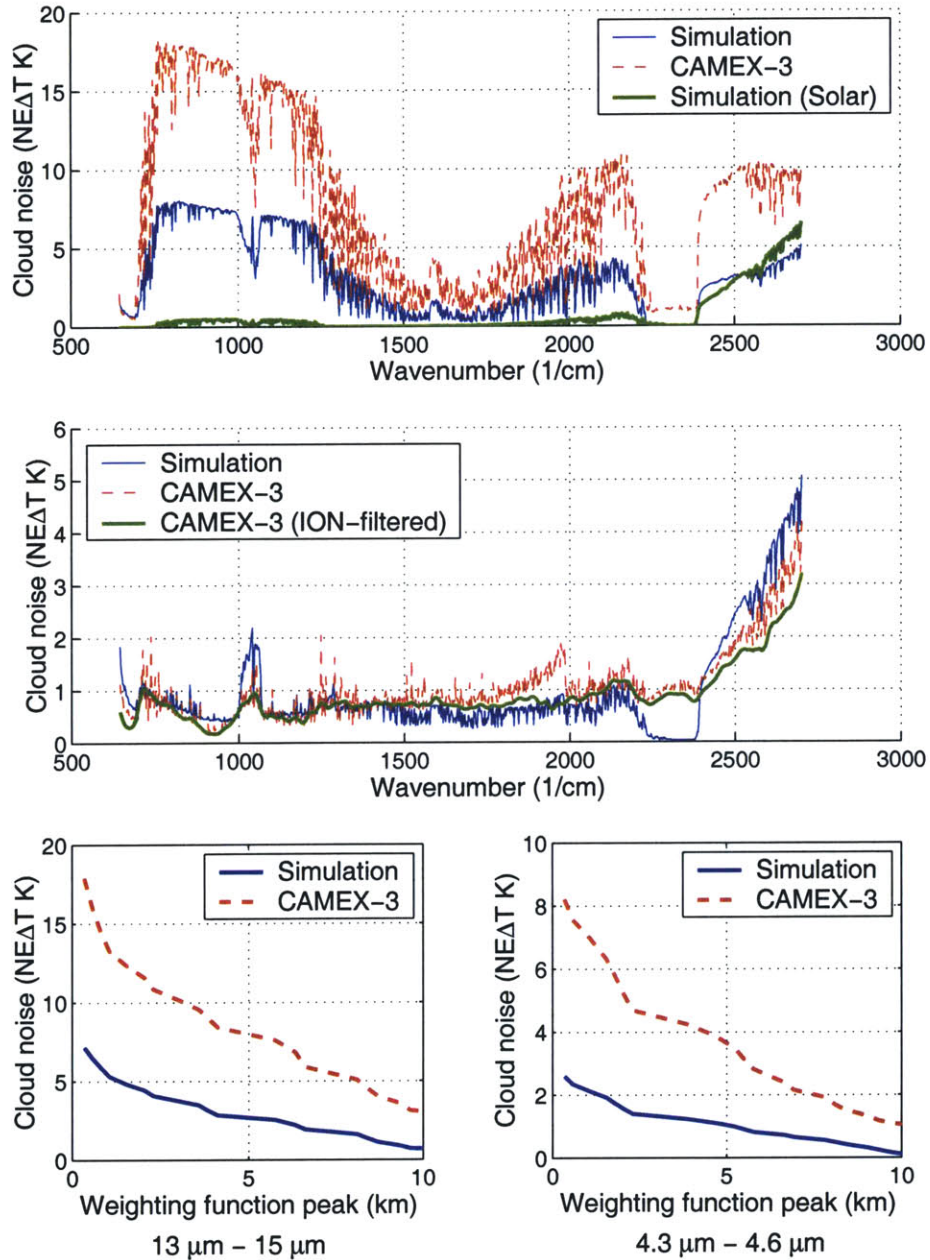 20
15
10
5
0
Cloud noise (NEΔT K)
Simulation
CAMEX-3
Simulation (Solar)
500 1000 1500 2000 2500 3000
Wavenumber (1/cm)
6
5
4
3
2
1
0
Cloud noise (NEΔT K)
Simulation
CAMEX-3
CAMEX-3 (ION-filtered)
500 1000 1500 2000 2500 3000
Wavenumber (1/cm)
20
15
10
5
0
Cloud noise (NEΔT K)
Simulation
CAMEX-3
0 5 10
Weighting function peak (km)
13 μm – 15 μm
10
8
6
4
2
0
Cloud noise (NEΔT K)
Simulation
CAMEX-3
0 5 10
Weighting function peak (km)
4.3 μm – 4.6 μm